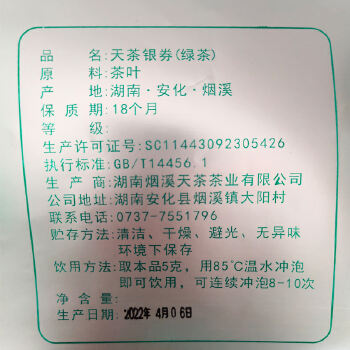 品名:天茶银券(绿茶)
原料:茶叶
产地:湖南·安化·烟溪
保质期:18个月
等级:
生产许可证号:SC11443092305426
执行标准:GB/T14456.1
生产商:湖南烟溪天茶茶业有限公司
公司地址:湖南安化县烟溪镇大阳村
联系电话:0737-7551796
贮存方法:清洁、干燥、避光、无异味
环境下保存
饮用方法:取本品5克,用85℃温水冲泡
即可饮用,可连续冲泡8-10次
净含量:
生产日期:2022年4月06日